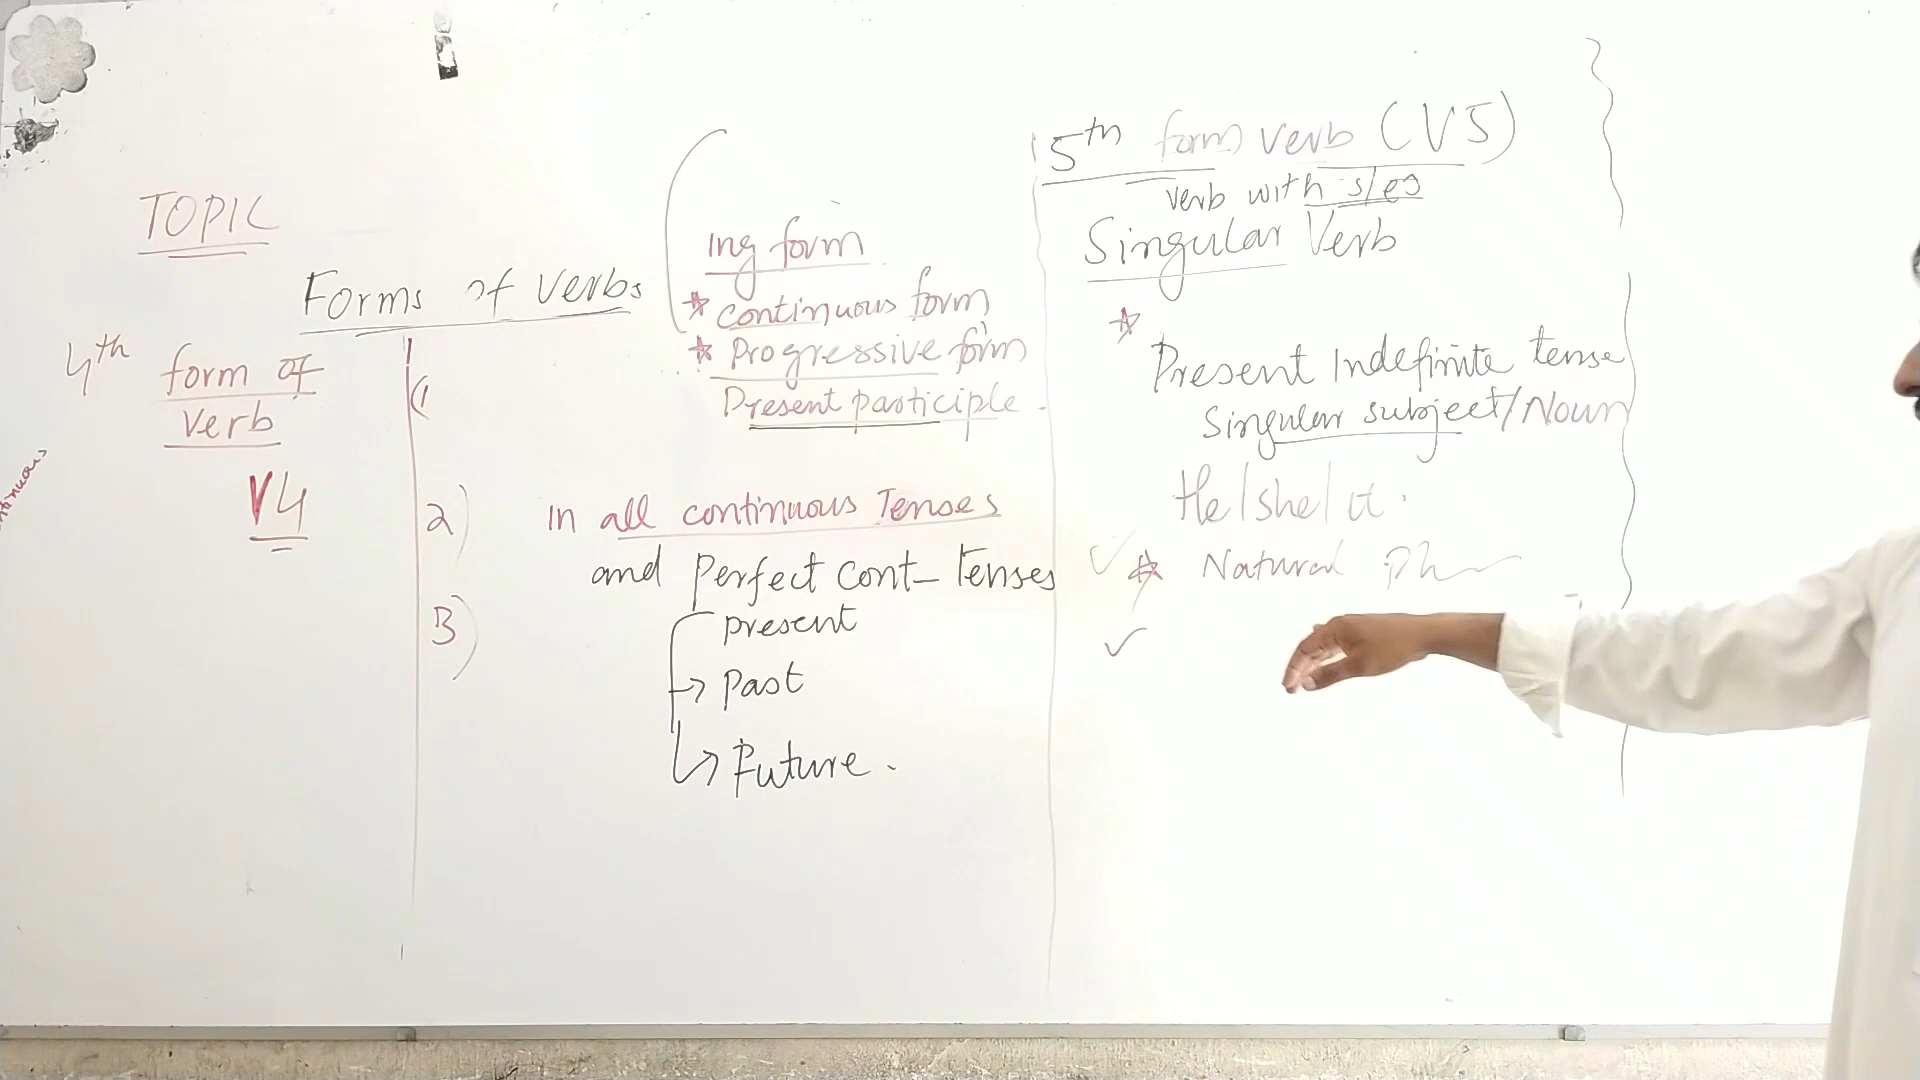 TOPIC
Forms of Verbs
4th form of
verb
V4
ntinuous
(1
Ing form
* continuous form
* Progressive form
Present participle
2) In all continuous Tenses
and Perfect Cont- Tenses
3)
present
→ Past
→ Future.
5th form verb (V5)
verb with s/es
Singular Verb
* Present Indefinite tense
Singular subject/Noun
He/she/it.
* Natural